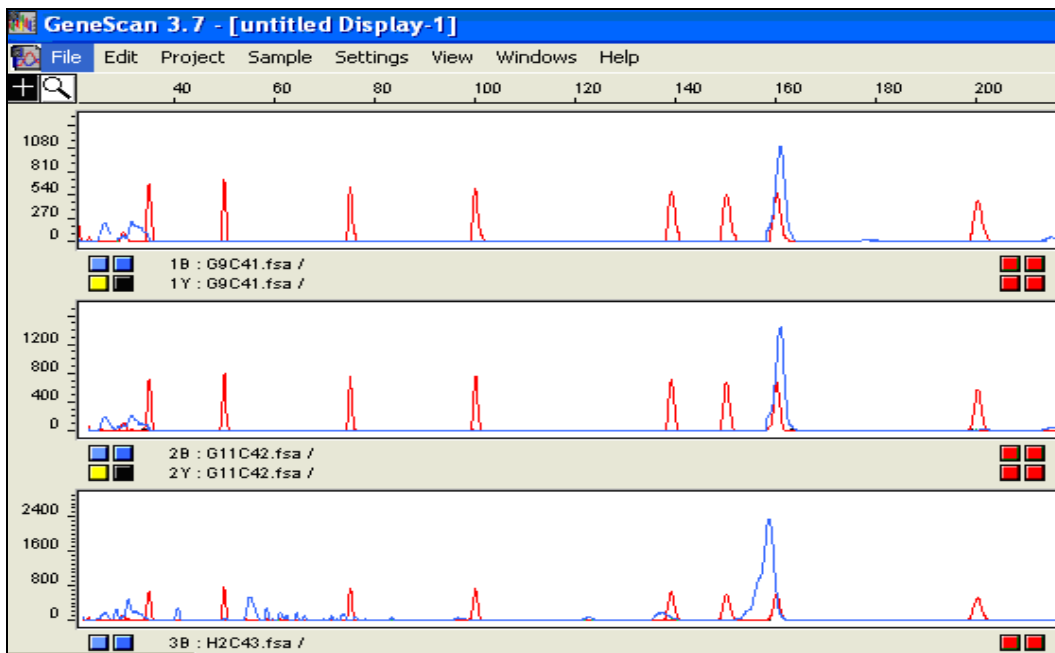 GeneScan 3.7 - [untitled Display-1]
File Edit Project Sample Settings View Windows Help
40 60 80 100 120 140 160 180 200
1080
810
540
270
0
1B : G9C41.fsa /
1Y : G9C41.fsa /
1200
800
400
0
2B : G11C42.fsa /
2Y : G11C42.fsa /
2400
1600
800
0
3B : H2C43.fsa /